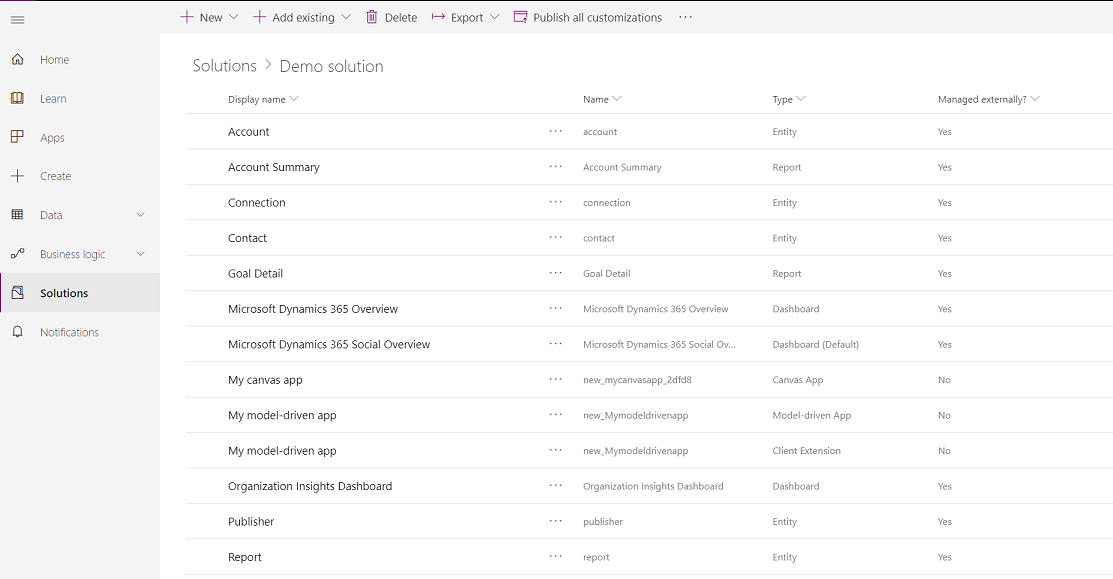 New Add existing Delete Export Publish all customizations ···
Home
Learn
Apps
Create
Data
Business logic
Solutions
Notifications
Solutions > Demo solution
Display name Name Type Managed externally?
Account ··· account Entity Yes
Account Summary ··· Account Summary Report Yes
Connection ··· connection Entity Yes
Contact ··· contact Entity Yes
Goal Detail ··· Goal Detail Report Yes
Microsoft Dynamics 365 Overview ··· Microsoft Dynamics 365 Overview Dashboard Yes
Microsoft Dynamics 365 Social Overview ··· Microsoft Dynamics 365 Social Ov... Dashboard (Default) Yes
My canvas app ··· new_mycanvasapp_2dfd8 Canvas App No
My model-driven app ··· new_Mymodeldrivenapp Model-driven App No
My model-driven app ··· new_Mymodeldrivenapp Client Extension No
Organization Insights Dashboard ··· Organization Insights Dashboard Dashboard Yes
Publisher ··· publisher Entity Yes
Report ··· report Entity Yes